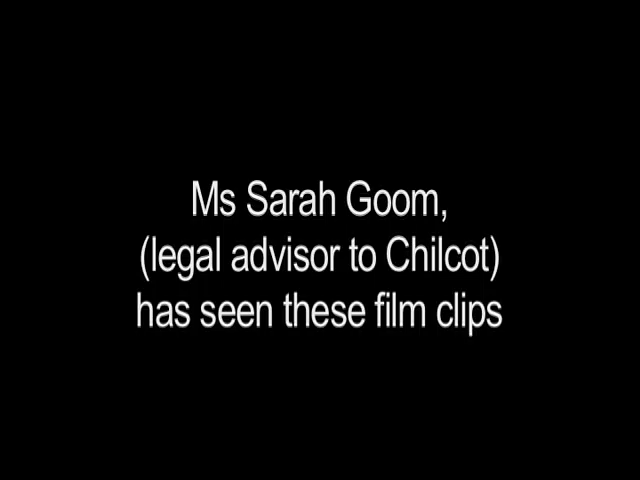 Ms Sarah Goom,
(legal advisor to Chilcot)
has seen these film clips